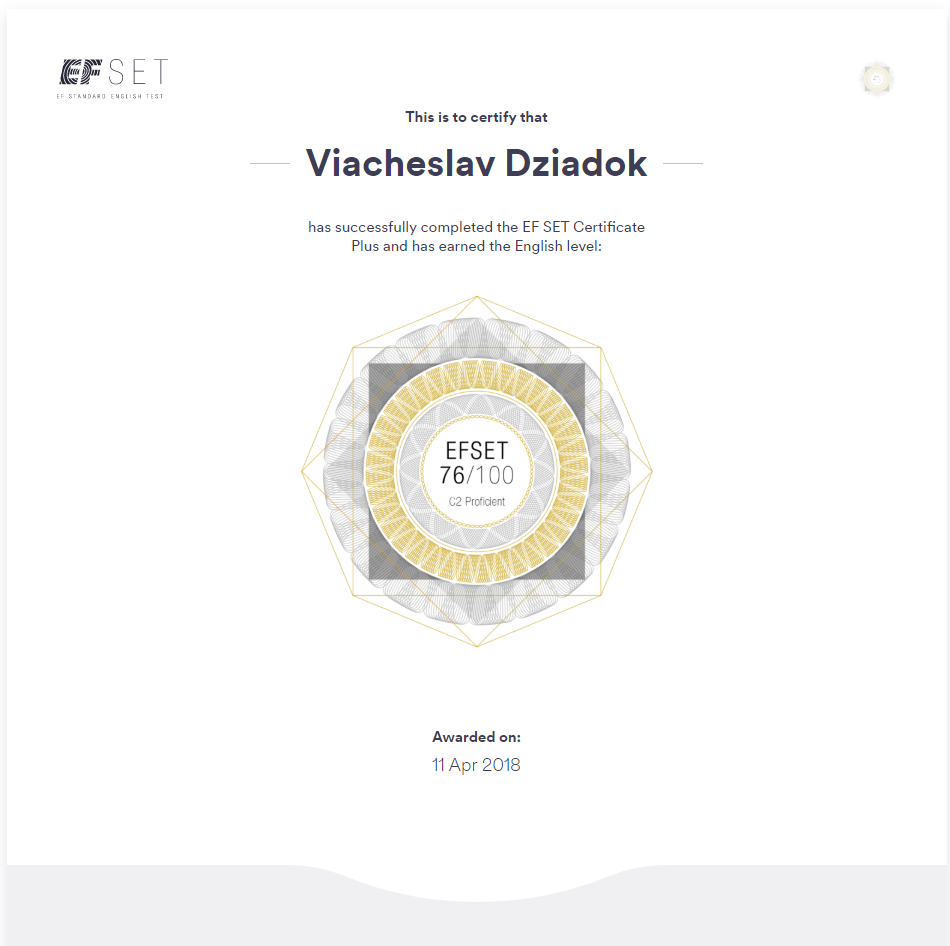 EF SET
EF STANDARD ENGLISH TEST
This is to certify that
Viacheslav Dziadok
has successfully completed the EF SET Certificate
Plus and has earned the English level:
EFSET
76/100
C2 Proficient
Awarded on:
11 Apr 2018